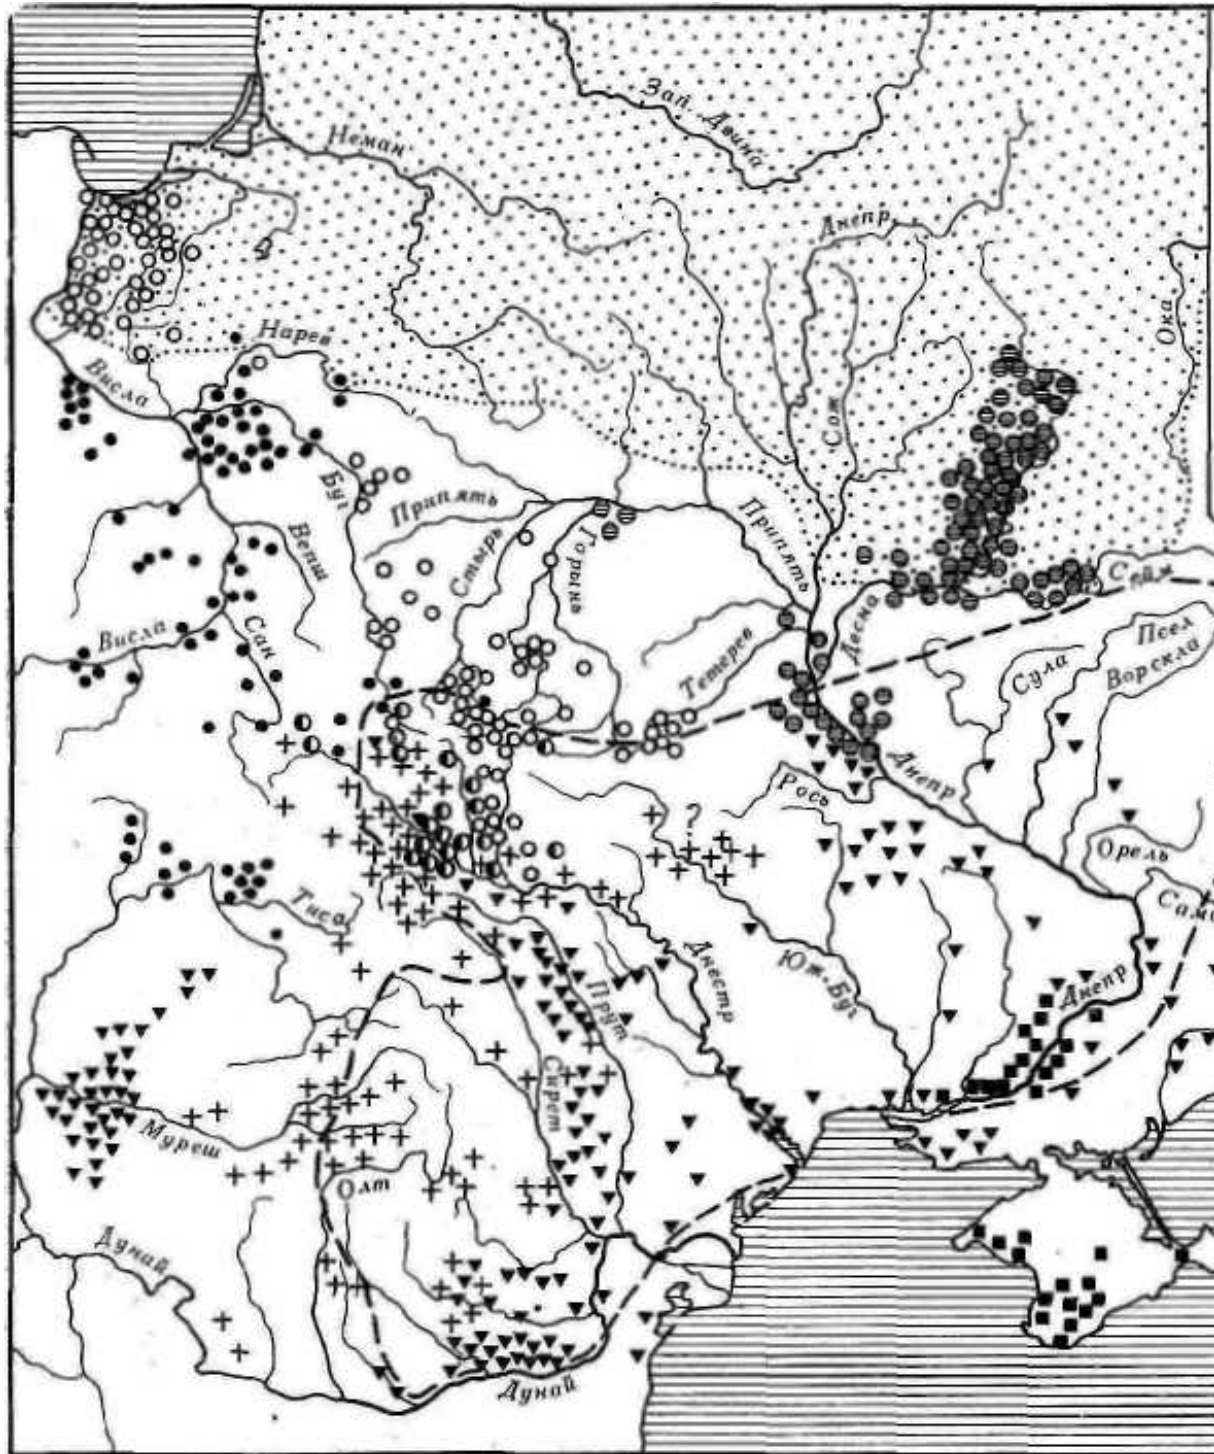 Неман
Зап. Двина
Днепр
Ока
Нарев
Висла
Сож
Буг
Припять
Стырь
Горынь
Припять
Вепш
Висла
Сан
Десна
Сейм
Тетерев
Псел
Ворскла
Сула
Днепр
Рось
?
Орель
Тиса
Сама
Днестр
Юж. Буг
Днепр
Прут
Сирет
Муреш
Олт
Дунай
Дунай